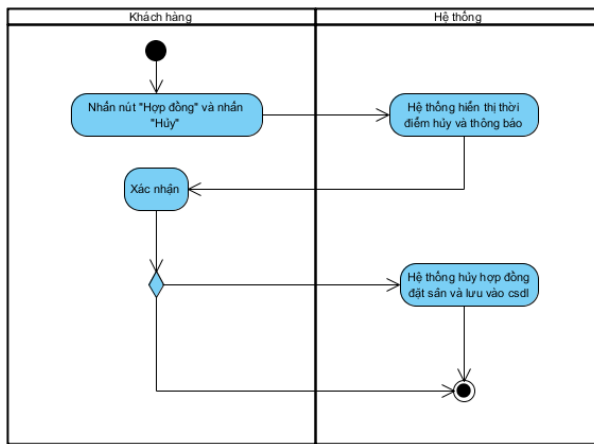 Khách hàng
Hệ thống
Nhấn nút "Hợp đồng" và nhấn
"Hủy"
Hệ thống hiển thị thời
điểm hủy và thông báo
Xác nhận
Hệ thống hủy hợp đồng
đặt sân và lưu vào csdl